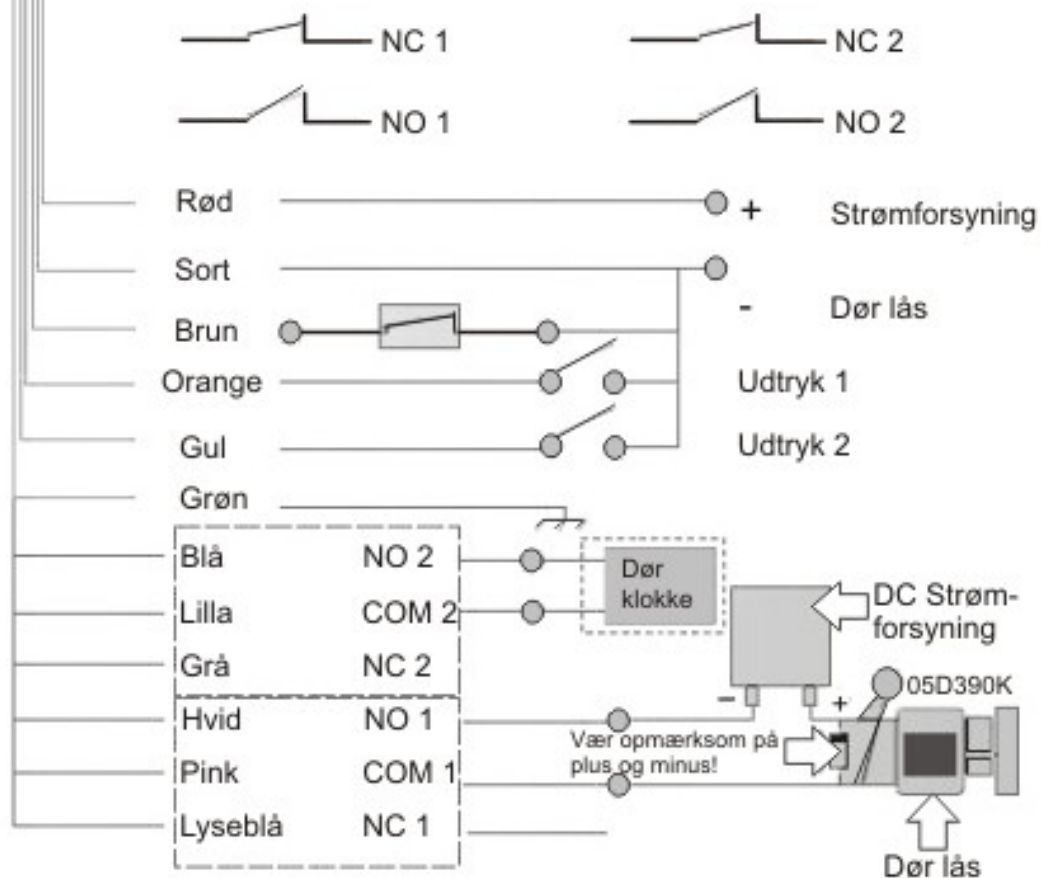 NC 1
NC 2
NO 1
NO 2
Rød
+
Strømforsyning
Sort
-
Dør lås
Brun
Orange
Udtryk 1
Gul
Udtryk 2
Grøn
Blå
NO 2
Dør
klokke
DC Strøm-
forsyning
Lilla
COM 2
Grå
NC 2
-
+
05D390K
Hvid
NO 1
Vær opmærksom på
plus og minus!
Pink
COM 1
Lyseblå
NC 1
Dør lås